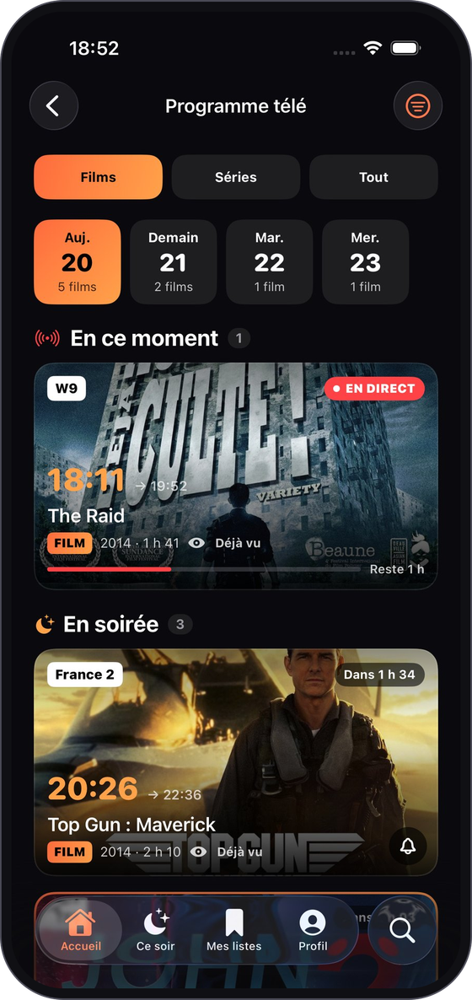 18:52
Programme télé
Films
Séries
Tout
Auj.
20
5 films
Demain
21
2 films
Mar.
22
1 film
Mer.
23
1 film
En ce moment
1
W9
EN DIRECT
CULTE!
VARIETY
18:11 → 19:52
The Raid
FILM 2014 · 1 h 41 Déjà vu
SUNDANCE
Beaune
Reste 1 h
En soirée
3
France 2
Dans 1 h 34
20:26 → 22:36
Top Gun : Maverick
TOP GUN
FILM 2014 · 2 h 10 Déjà vu
JOHN
Accueil
Ce soir
Mes listes
Profil